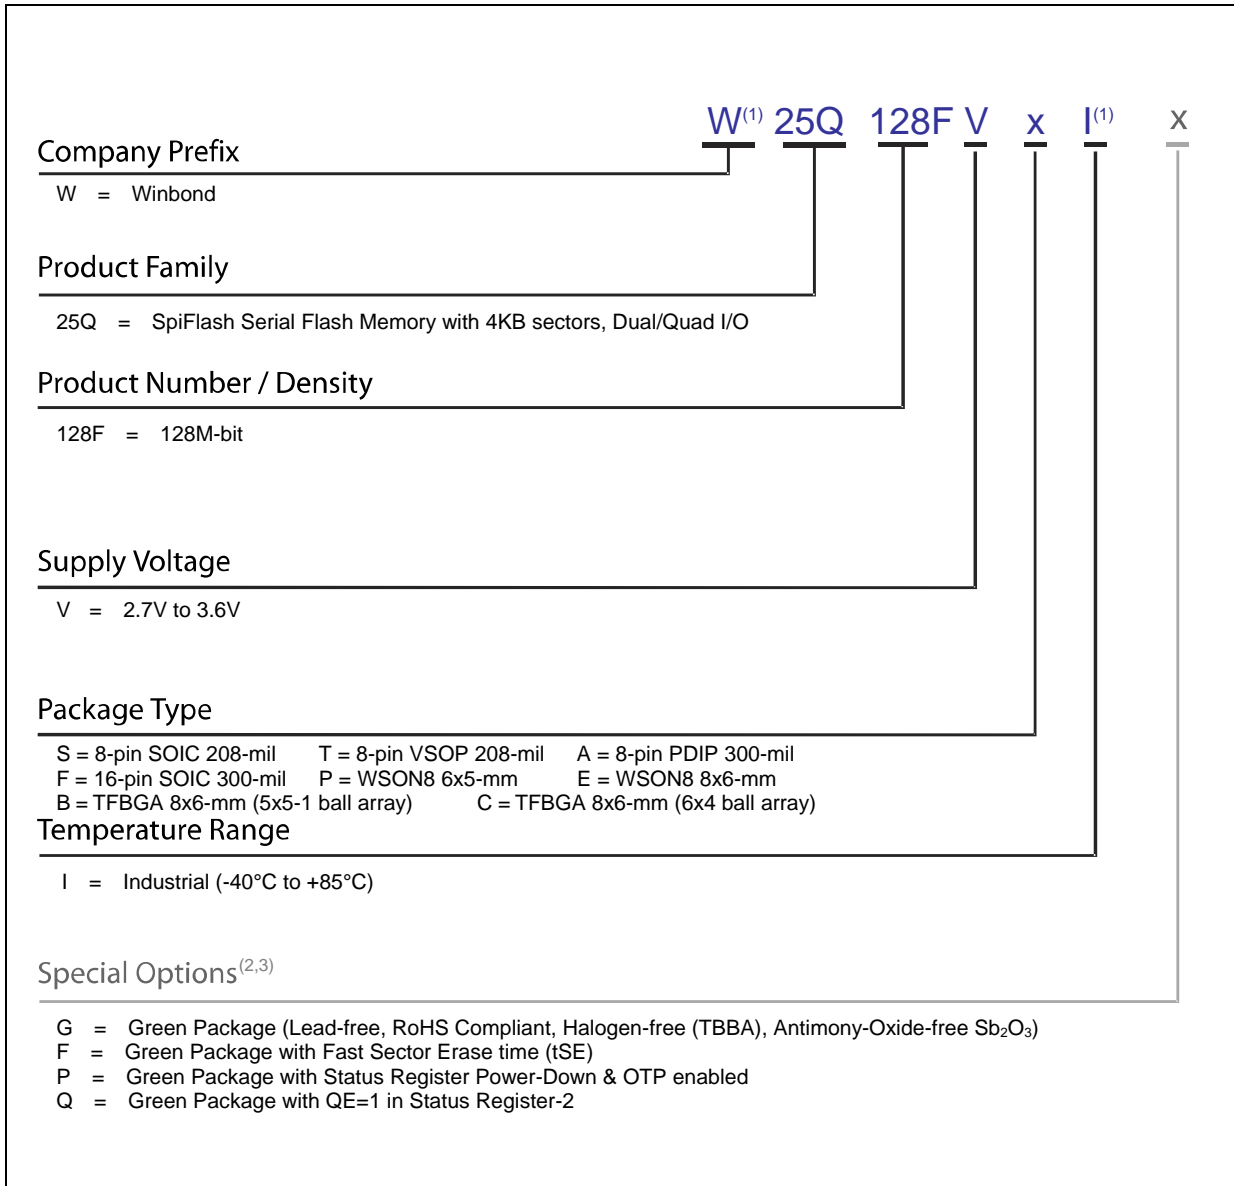 W(1) 25Q 128F V x I(1) x
Company Prefix
W = Winbond
Product Family
25Q = SpiFlash Serial Flash Memory with 4KB sectors, Dual/Quad I/O
Product Number / Density
128F = 128M-bit
Supply Voltage
V = 2.7V to 3.6V
Package Type
S = 8-pin SOIC 208-mil T = 8-pin VSOP 208-mil A = 8-pin PDIP 300-mil
F = 16-pin SOIC 300-mil P = WSON8 6x5-mm E = WSON8 8x6-mm
B = TFBGA 8x6-mm (5x5-1 ball array) C = TFBGA 8x6-mm (6x4 ball array)
Temperature Range
I = Industrial (-40°C to +85°C)
Special Options(2,3)
G = Green Package (Lead-free, RoHS Compliant, Halogen-free (TBBA), Antimony-Oxide-free Sb₂O₃)
F = Green Package with Fast Sector Erase time (tSE)
P = Green Package with Status Register Power-Down & OTP enabled
Q = Green Package with QE=1 in Status Register-2